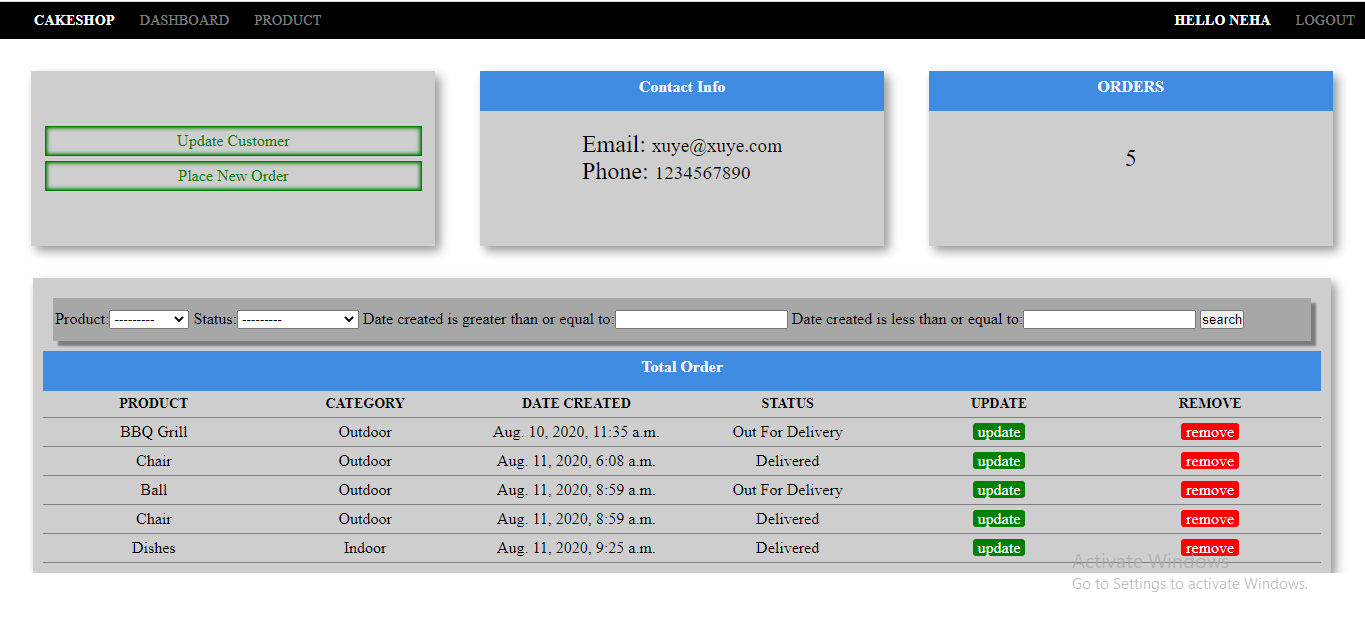 CAKESHOP DASHBOARD PRODUCT HELLO NEHA LOGOUT
Update Customer
Place New Order
Contact Info
Email: xuye@xuye.com
Phone: 1234567890
ORDERS
5
Product: --------- Status: --------- Date created is greater than or equal to: Date created is less than or equal to: search
Total Order
PRODUCT CATEGORY DATE CREATED STATUS UPDATE REMOVE
BBQ Grill Outdoor Aug. 10, 2020, 11:35 a.m. Out For Delivery update remove
Chair Outdoor Aug. 11, 2020, 6:08 a.m. Delivered update remove
Ball Outdoor Aug. 11, 2020, 8:59 a.m. Out For Delivery update remove
Chair Outdoor Aug. 11, 2020, 8:59 a.m. Delivered update remove
Dishes Indoor Aug. 11, 2020, 9:25 a.m. Delivered update remove
Activate Windows
Go to Settings to activate Windows.